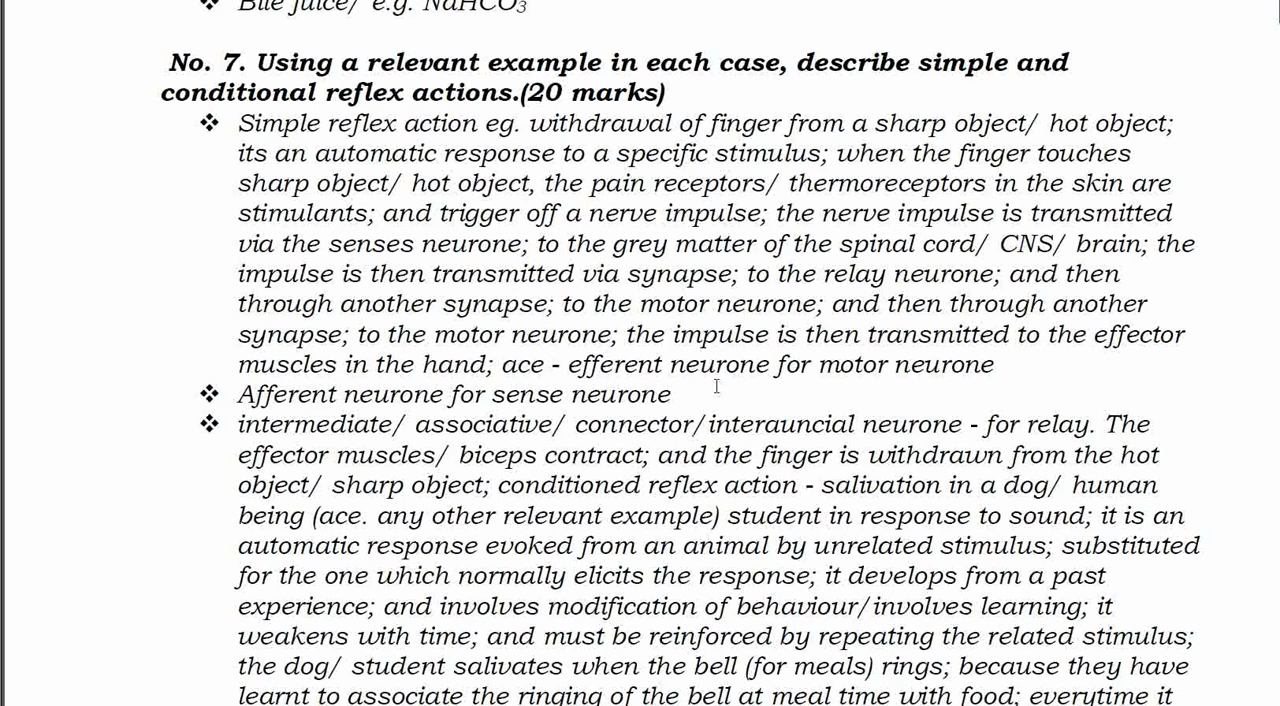 ❖ Bile juice/ e.g. NaHCO₃
No. 7. Using a relevant example in each case, describe simple and
conditional reflex actions.(20 marks)
❖ Simple reflex action eg. withdrawal of finger from a sharp object/ hot object;
its an automatic response to a specific stimulus; when the finger touches
sharp object/ hot object, the pain receptors/ thermoreceptors in the skin are
stimulants; and trigger off a nerve impulse; the nerve impulse is transmitted
via the senses neurone; to the grey matter of the spinal cord/ CNS/ brain; the
impulse is then transmitted via synapse; to the relay neurone; and then
through another synapse; to the motor neurone; and then through another
synapse; to the motor neurone; the impulse is then transmitted to the effector
muscles in the hand; ace - efferent neurone for motor neurone
❖ Afferent neurone for sense neurone
❖ intermediate/ associative/ connector/interauncial neurone - for relay. The
effector muscles/ biceps contract; and the finger is withdrawn from the hot
object/ sharp object; conditioned reflex action - salivation in a dog/ human
being (ace. any other relevant example) student in response to sound; it is an
automatic response evoked from an animal by unrelated stimulus; substituted
for the one which normally elicits the response; it develops from a past
experience; and involves modification of behaviour/involves learning; it
weakens with time; and must be reinforced by repeating the related stimulus;
the dog/ student salivates when the bell (for meals) rings; because they have
learnt to associate the ringing of the bell at meal time with food; everytime it